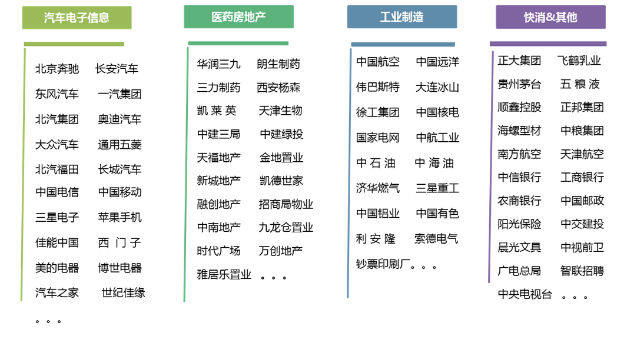 汽车电子信息
北京奔驰 长安汽车
东风汽车 一汽集团
北汽集团 奥迪汽车
大众汽车 通用五菱
北汽福田 长城汽车
中国电信 中国移动
三星电子 苹果手机
佳能中国 西 门 子
美的电器 博世电器
汽车之家 世纪佳缘
。。。
医药房地产
华润三九 朗生制药
三力制药 西安杨森
凯 莱 英 天津生物
中建三局 中建绿投
天福地产 金地置业
新城地产 凯德世家
融创地产 招商局物业
中南地产 九龙仓置业
时代广场 万创地产
雅居乐置业 。。。
工业制造
中国航空 中国远洋
伟巴斯特 大连冰山
徐工集团 中国核电
国家电网 中航工业
中 石 油 中 海 油
济华燃气 三星重工
中国铝业 中国有色
利 安 隆 索德电气
钞票印刷厂。。。
快消&其他
正大集团 飞鹤乳业
贵州茅台 五 粮 液
顺鑫控股 正邦集团
海螺型材 中粮集团
南方航空 天津航空
中信银行 工商银行
农商银行 中国邮政
阳光保险 中交建投
晨光文具 中视前卫
广电总局 智联招聘
中央电视台 。。。